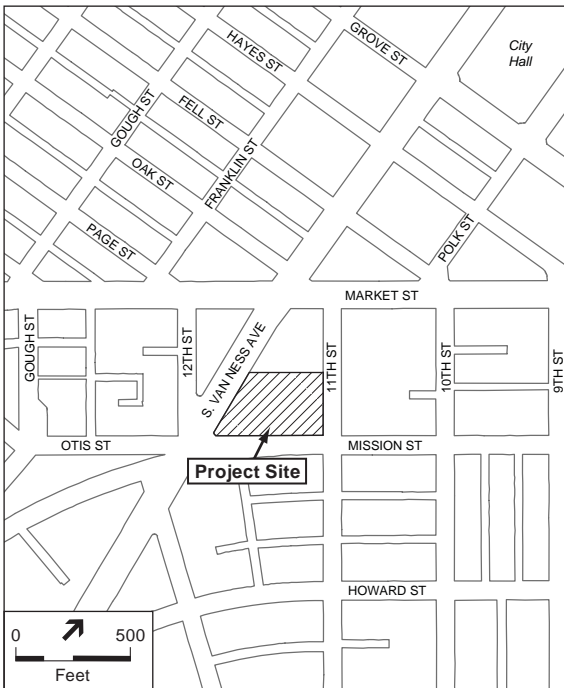 HAYES ST
GROVE ST
City
Hall
GOUGH ST
FELL ST
FRANKLIN ST
OAK ST
PAGE ST
POLK ST
MARKET ST
GOUGH ST
12TH ST
S. VAN NESS AVE
11TH ST
10TH ST
9TH ST
OTIS ST
MISSION ST
Project Site
HOWARD ST
0 500
Feet